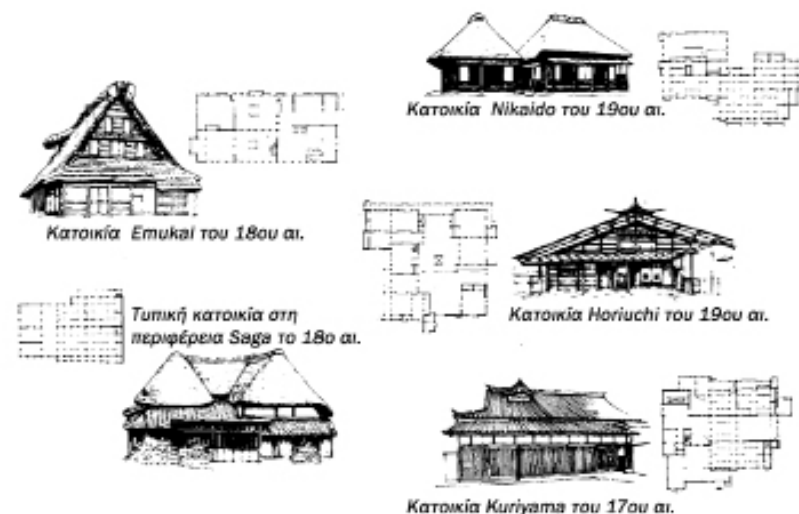 Κατοικία Nikaido του 19ου αι.
Κατοικία Emukai του 18ου αι.
Τυπική κατοικία στη
περιφέρεια Saga το 18ο αι.
Κατοικία Horiuchi του 19ου αι.
Κατοικία Kuriyama του 17ου αι.